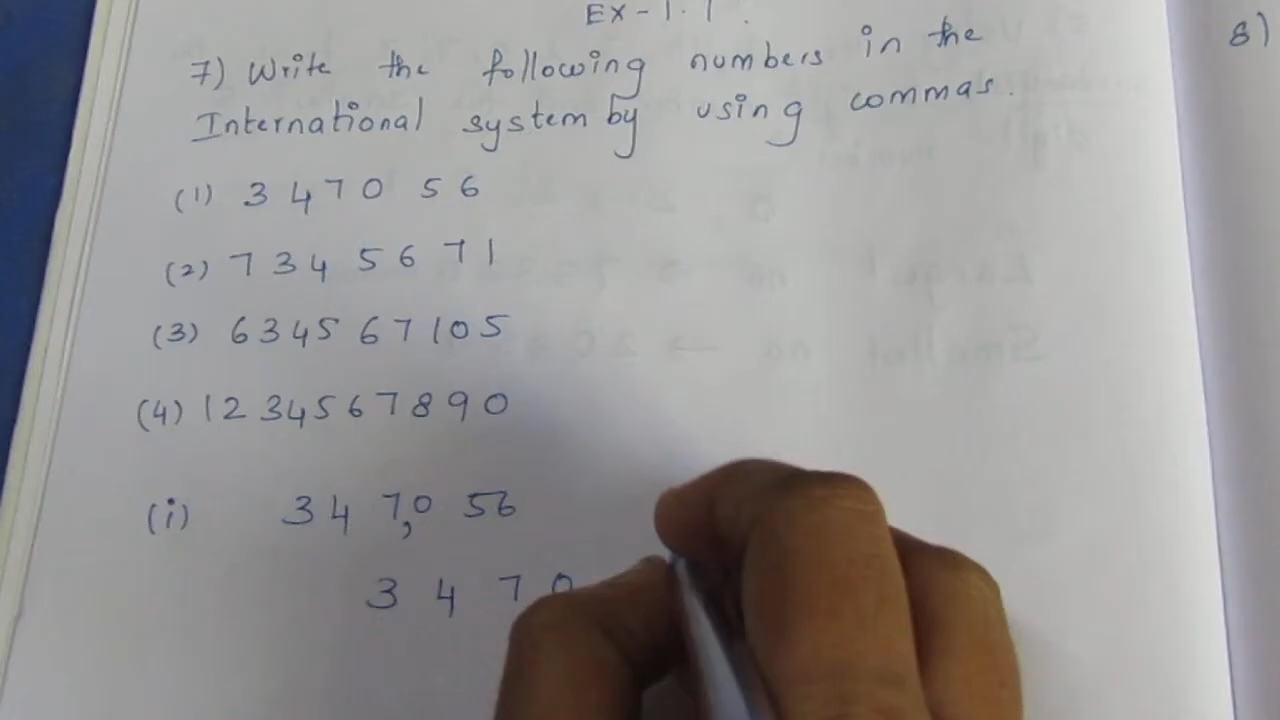 EX - 1.1.
7) Write the following numbers in the
International system by using commas.
8)
(1) 3 4 7 0 5 6
(2) 7 3 4 5 6 7 1
(3) 6 3 4 5 6 7 1 0 5
(4) 1 2 3 4 5 6 7 8 9 0
(i) 3 4 7,0 5 6
3 4 7 0